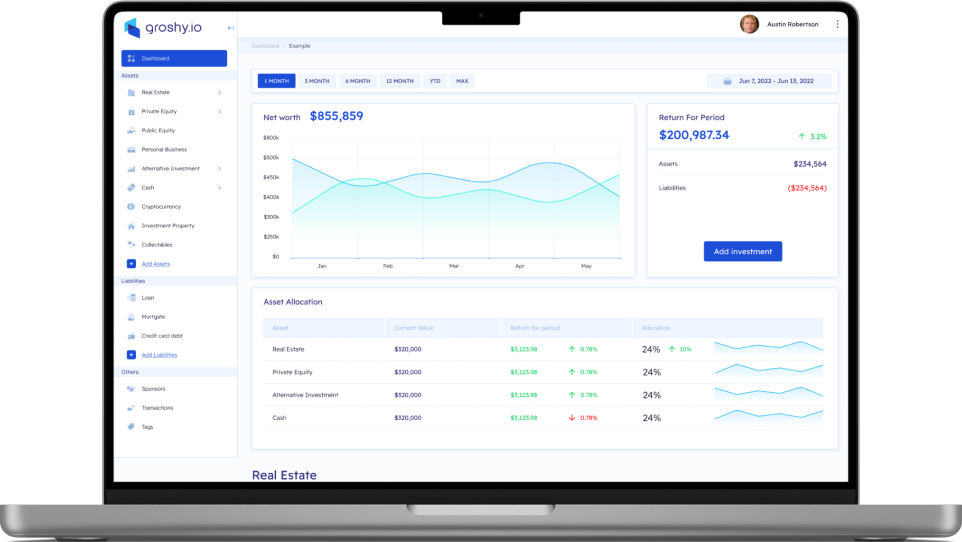 groshy.io
Austin Robertson
Dashboard
Assets
Real Estate
Private Equity
Public Equity
Personal Business
Alternative Investment
Cash
Cryptocurrency
Investment Property
Collectables
Add Assets
Liablities
Loan
Mortgate
Credit card debt
Add Liabilities
Others
Sponsors
Transactions
Tags
Dashboard Example
1 MONTH 3 MONTH 6 MONTH 12 MONTH YTD MAX
Jun 7, 2022 - Jun 13, 2022
Net worth $855,859
$800k
$500k
$450k
$400k
$300k
$250k
$0
Jan Feb Mar Apr May
Return For Period
$200,987.34 3.2%
Assets $234,564
Liabilities ($234,564)
Add investment
Asset Allocation
Asset Current Value Return for period Allocation
Real Estate $320,000 $3,123.98 0.78% 24% 10%
Private Equity $320,000 $3,123.98 0.78% 24%
Alternative Investment $320,000 $3,123.98 0.78% 24%
Cash $320,000 $3,123.98 0.78% 24%
Real Estate